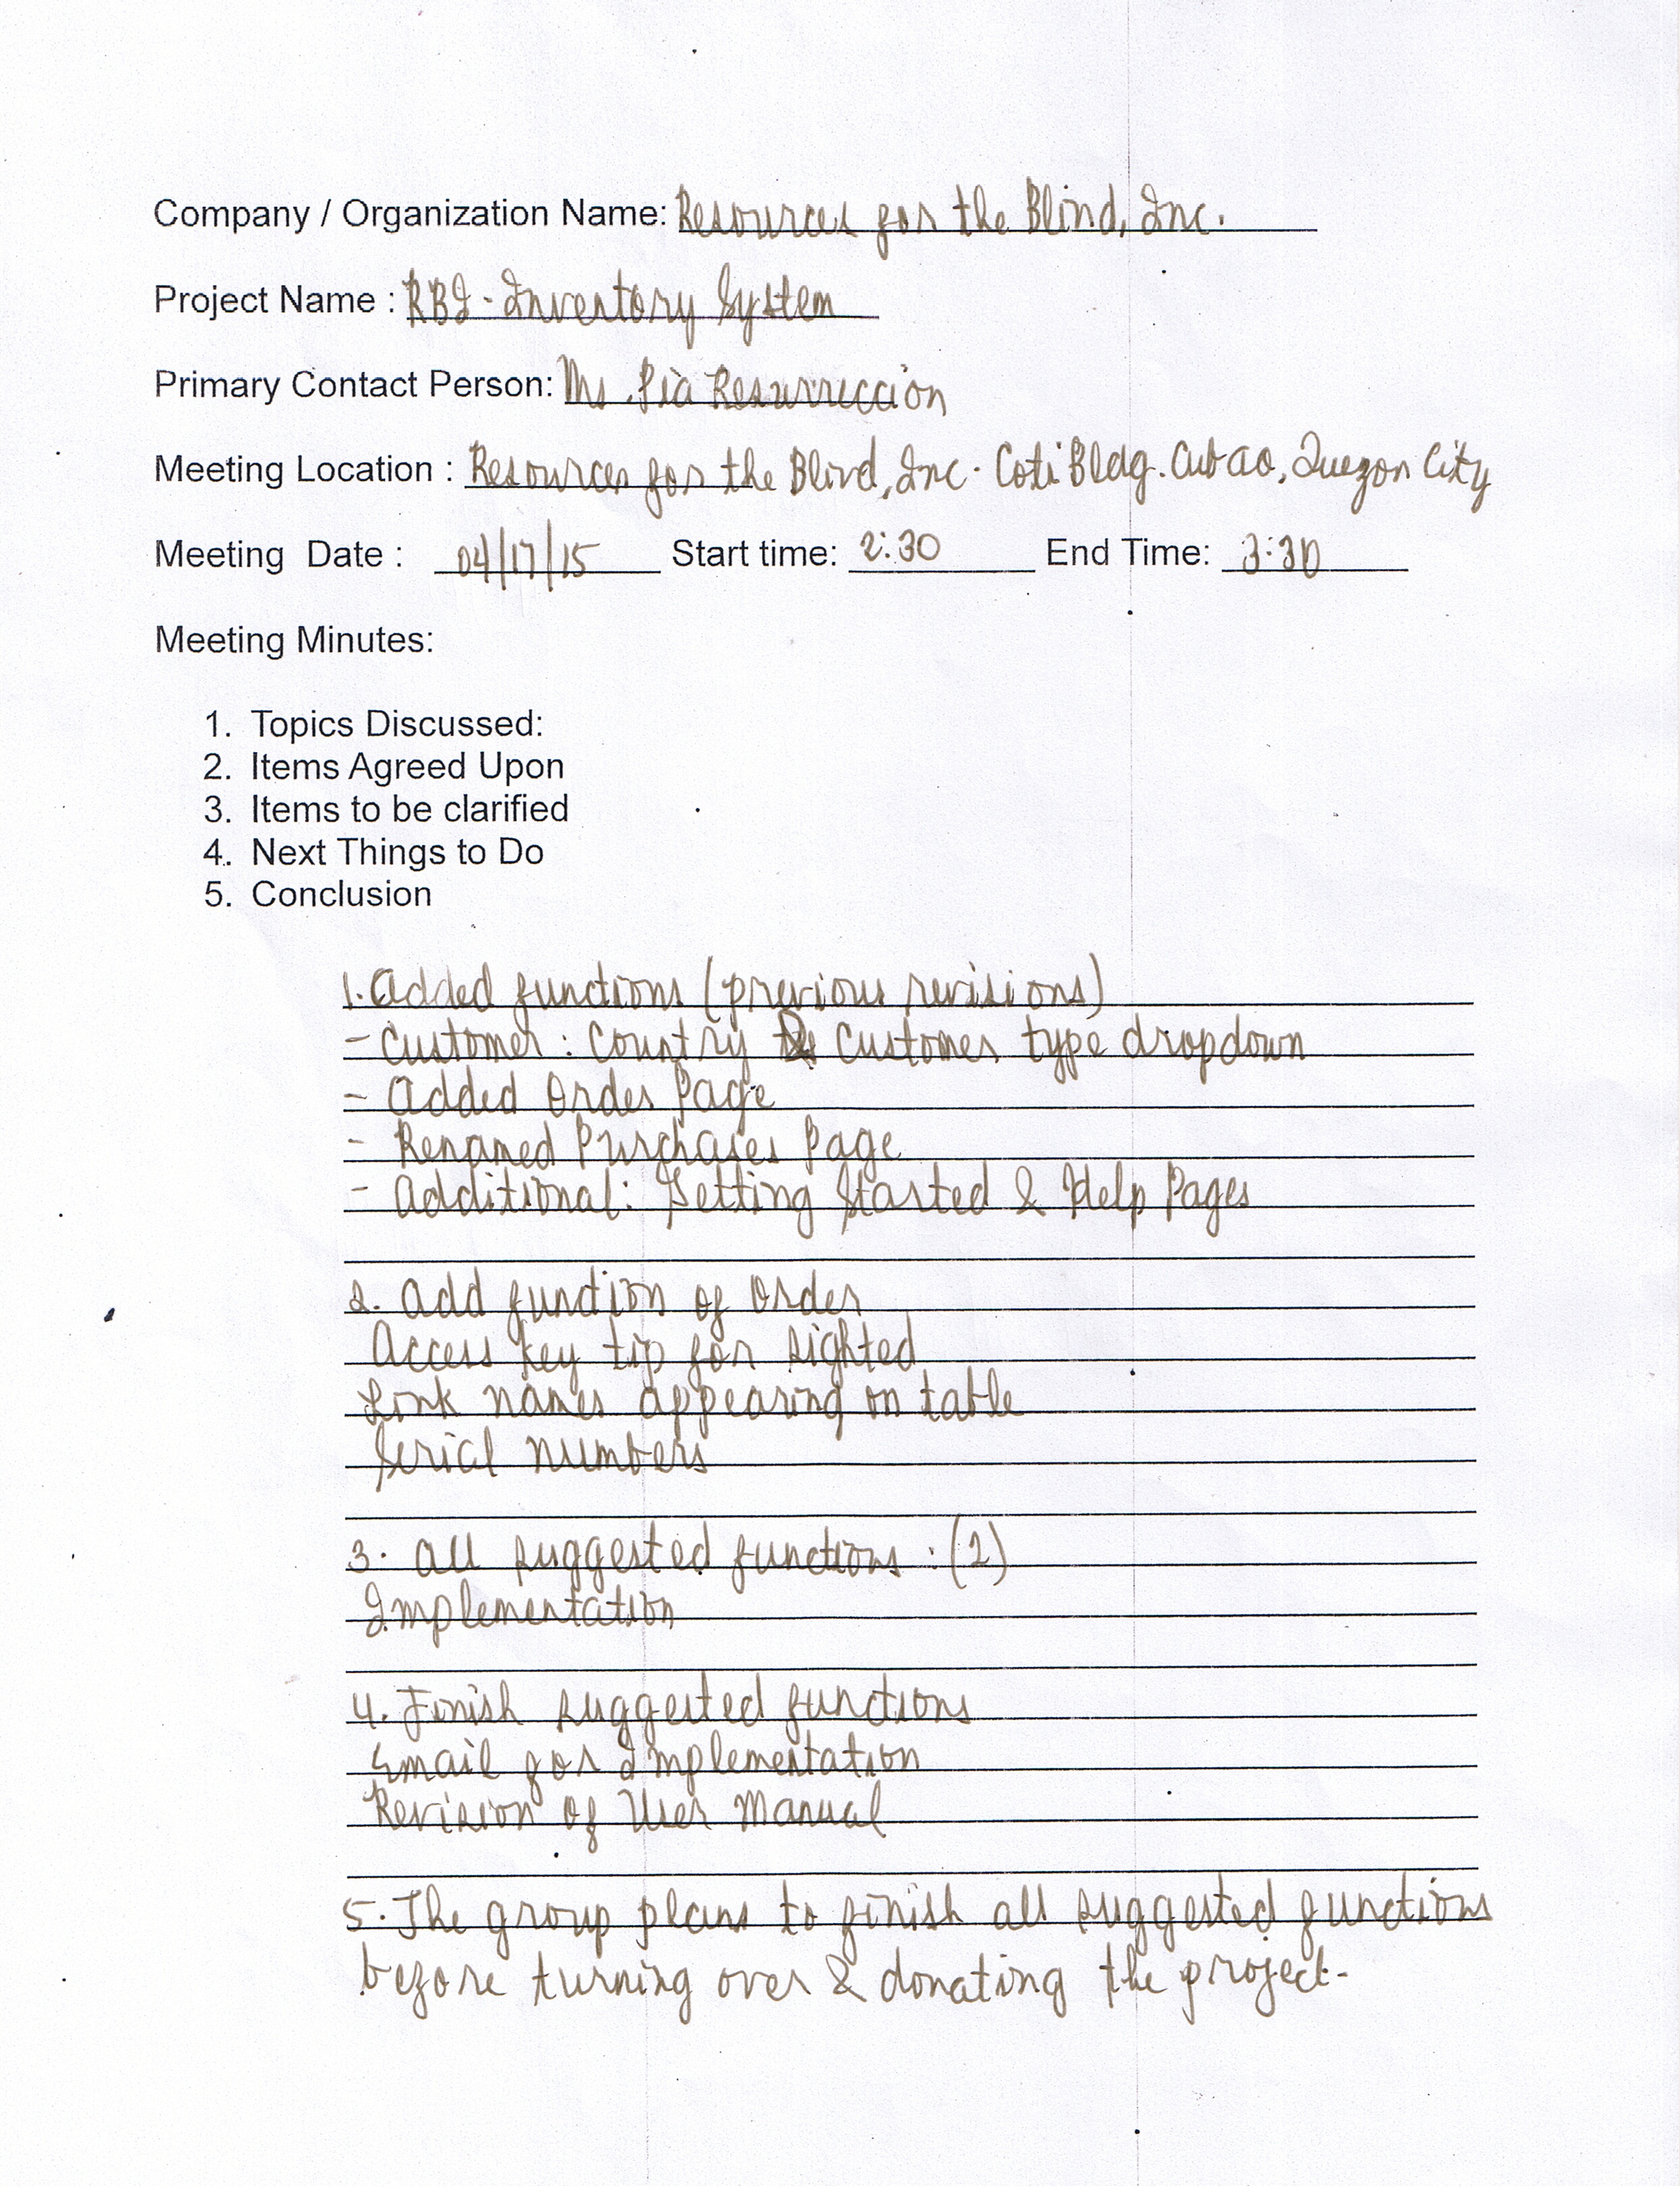 Company / Organization Name: Resources for the Blind, Inc.
Project Name : RBI - Inventory System
Primary Contact Person: Ms. Pia Resurreccion
Meeting Location : Resources for the Blind, Inc. Coti Bldg. Cubao, Quezon City
Meeting Date : 04/17/15 Start time: 2:30 End Time: 3:30
Meeting Minutes:
1. Topics Discussed:
2. Items Agreed Upon
3. Items to be clarified
4. Next Things to Do
5. Conclusion
1. Added functions (previous revisions)
- Customer : Country & Customer type dropdown
- Added Order Page
- Renamed Purchases Page
- Additional: Getting Started & Help Pages
2. Add function of Order
Access key tip for sighted
Link names appearing on table
Serial numbers
3. All suggested functions : (2)
Implementation
4. Finish suggested functions
Email for Implementation
Revision of User Manual
5. The group plans to finish all suggested functions
before turning over & donating the project.